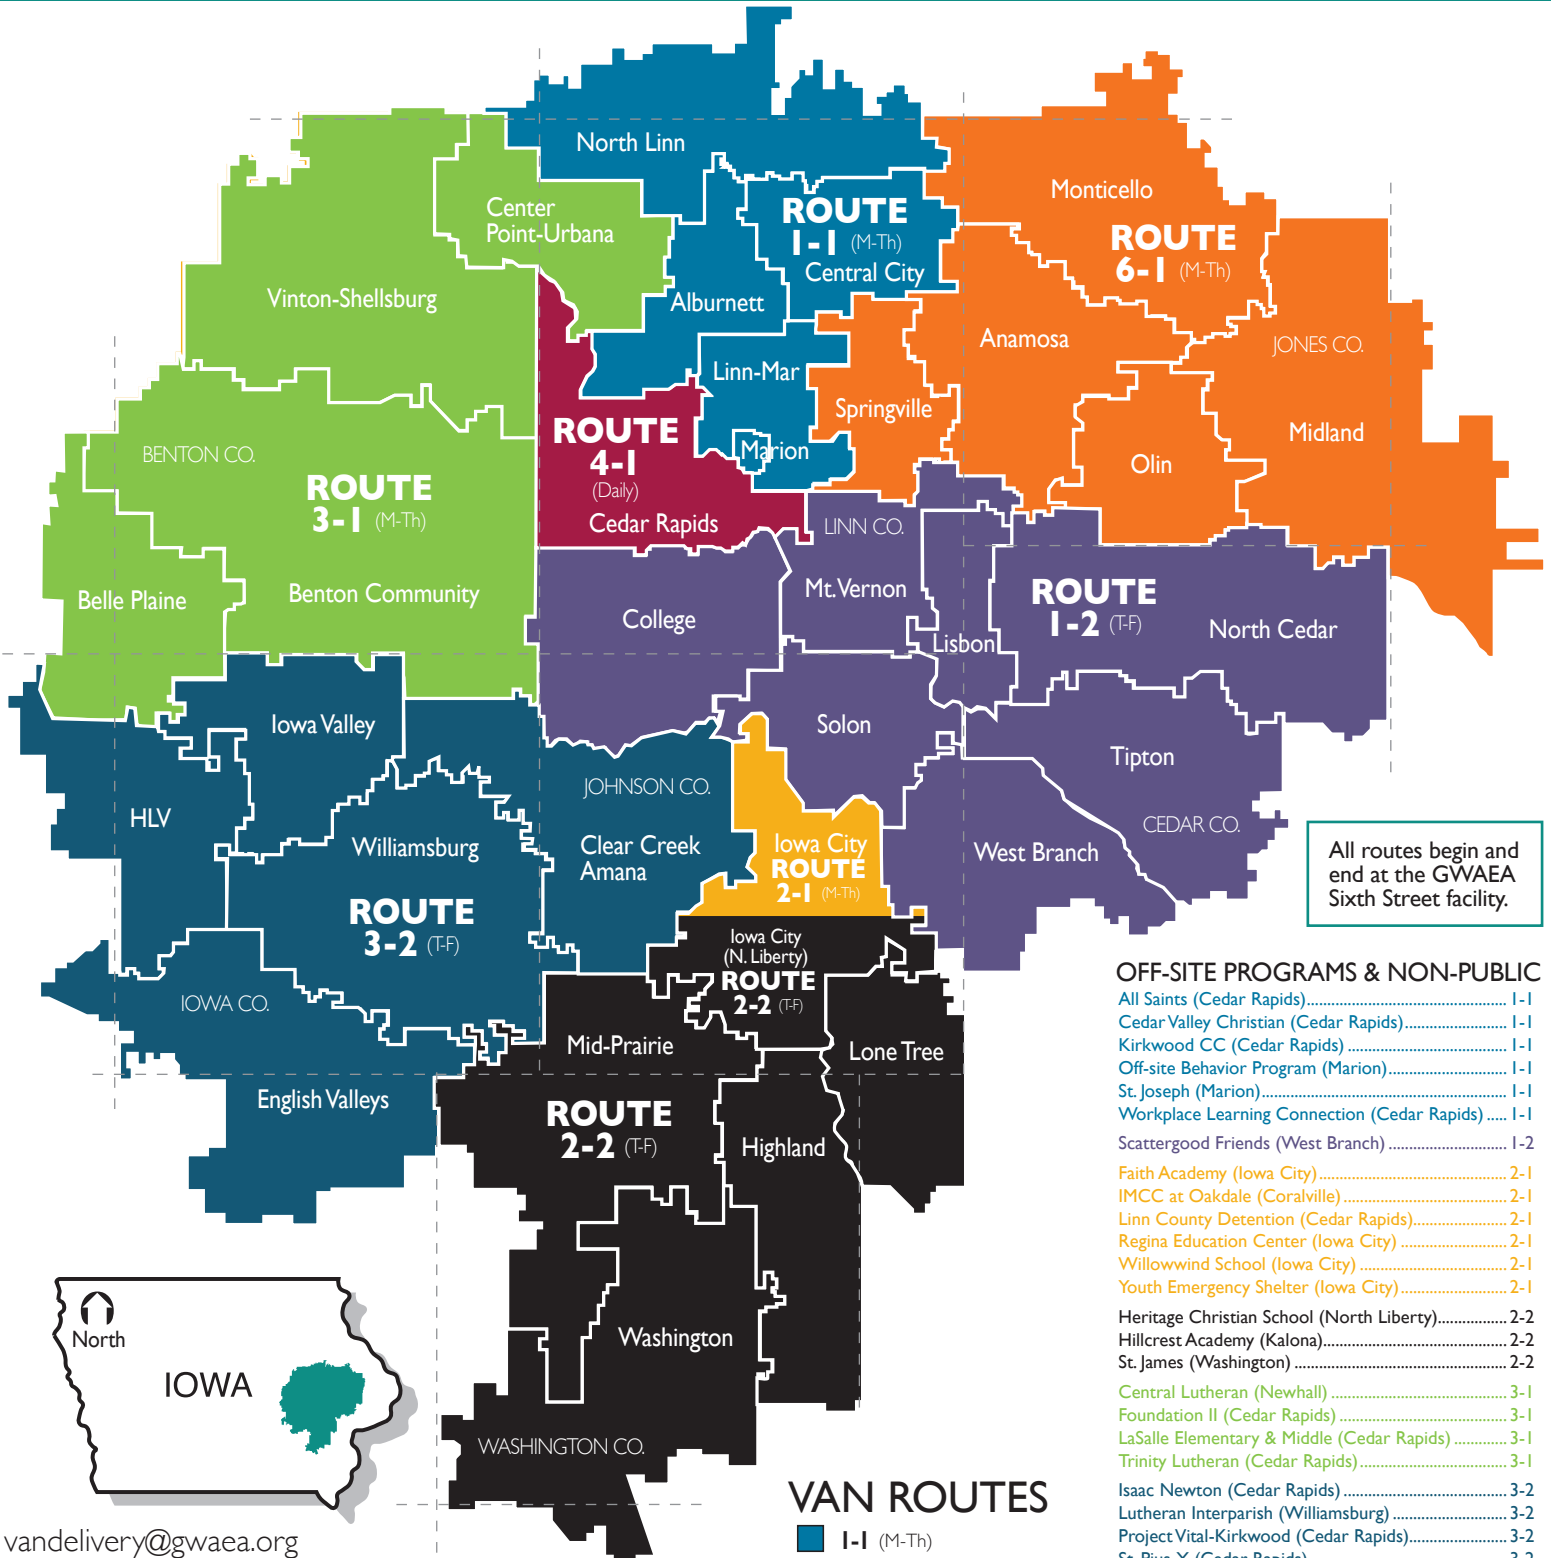 North Linn
Center
Point-Urbana
ROUTE
1-1 (M-Th)
Central City
Monticello
ROUTE
6-1 (M-Th)
Vinton-Shellsburg
Alburnett
Anamosa
JONES CO.
Linn-Mar
Springville
Midland
ROUTE
4-1
(Daily)
Cedar Rapids
Marion
BENTON CO.
Olin
ROUTE
3-1 (M-Th)
LINN CO.
Belle Plaine
Benton Community
College
Mt. Vernon
Lisbon
ROUTE
1-2 (T-F)
North Cedar
Iowa Valley
Solon
Tipton
JOHNSON CO.
HLV
CEDAR CO.
Williamsburg
Clear Creek
Amana
Iowa City
ROUTE
2-1 (M-Th)
West Branch
All routes begin and
end at the GWAEA
Sixth Street facility.
ROUTE
3-2 (T-F)
Iowa City
(N. Liberty)
ROUTE
2-2 (T-F)
IOWA CO.
Mid-Prairie
Lone Tree
English Valleys
ROUTE
2-2 (T-F)
Highland
Washington
WASHINGTON CO.
North
IOWA
vandelivery@gwaea.org
VAN ROUTES
1-1 (M-Th)
OFF-SITE PROGRAMS & NON-PUBLIC
All Saints (Cedar Rapids) 1-1
Cedar Valley Christian (Cedar Rapids) 1-1
Kirkwood CC (Cedar Rapids) 1-1
Off-site Behavior Program (Marion) 1-1
St. Joseph (Marion) 1-1
Workplace Learning Connection (Cedar Rapids) 1-1
Scattergood Friends (West Branch) 1-2
Faith Academy (Iowa City) 2-1
IMCC at Oakdale (Coralville) 2-1
Linn County Detention (Cedar Rapids) 2-1
Regina Education Center (Iowa City) 2-1
Willowwind School (Iowa City) 2-1
Youth Emergency Shelter (Iowa City) 2-1
Heritage Christian School (North Liberty) 2-2
Hillcrest Academy (Kalona) 2-2
St. James (Washington) 2-2
Central Lutheran (Newhall) 3-1
Foundation II (Cedar Rapids) 3-1
LaSalle Elementary & Middle (Cedar Rapids) 3-1
Trinity Lutheran (Cedar Rapids) 3-1
Isaac Newton (Cedar Rapids) 3-2
Lutheran Interparish (Williamsburg) 3-2
Project Vital-Kirkwood (Cedar Rapids) 3-2
St. Pius X (Cedar Rapids) 3-2